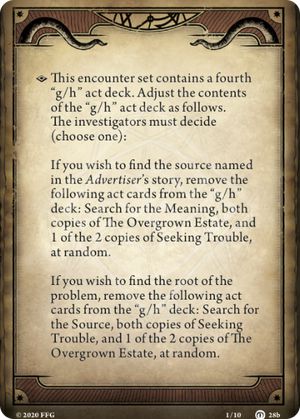 This encounter set contains a fourth
“g/h” act deck. Adjust the contents
of the “g/h” act deck as follows.
The investigators must decide
(choose one):
If you wish to find the source named
in the Advertiser’s story, remove the
following act cards from the “g/h”
deck: Search for the Meaning, both
copies of The Overgrown Estate, and
1 of the 2 copies of Seeking Trouble,
at random.
If you wish to find the root of the
problem, remove the following act
cards from the “g/h” deck: Search for
the Source, both copies of Seeking
Trouble, and 1 of the 2 copies of The
Overgrown Estate, at random.
© 2020 FFG
1/10
28b